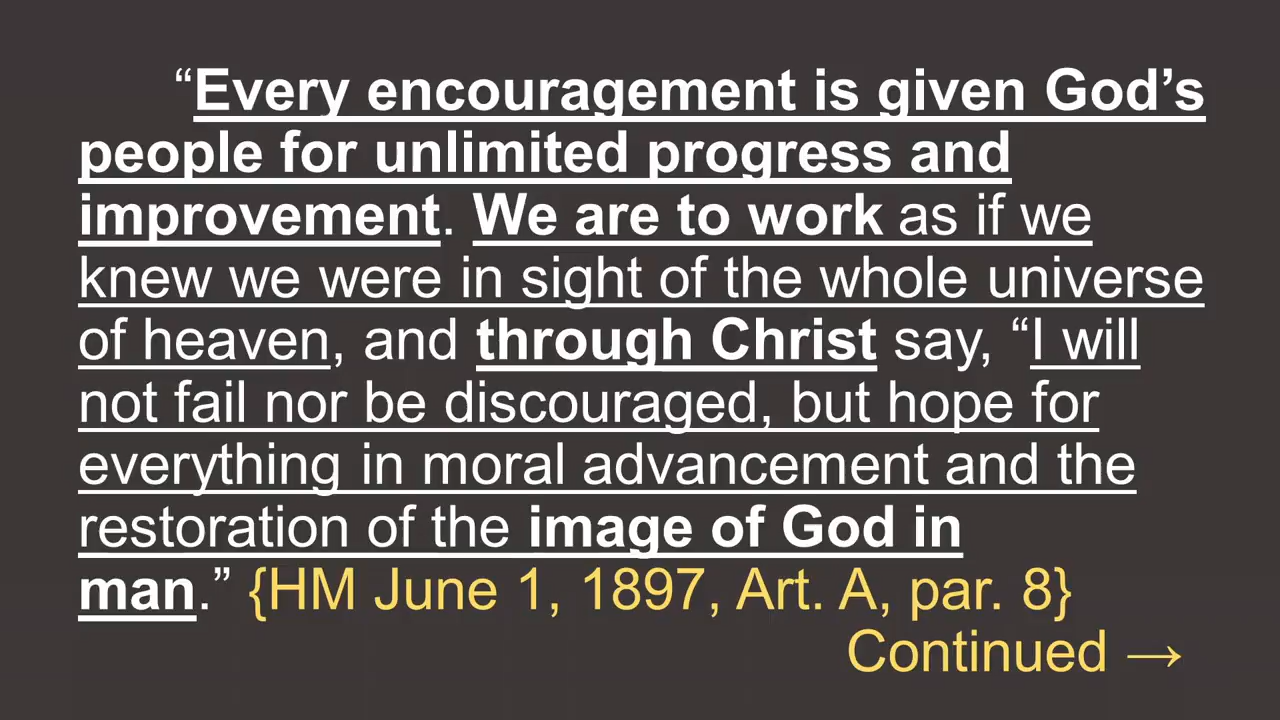 “Every encouragement is given God’s
people for unlimited progress and
improvement. We are to work as if we
knew we were in sight of the whole universe
of heaven, and through Christ say, “I will
not fail nor be discouraged, but hope for
everything in moral advancement and the
restoration of the image of God in
man.” {HM June 1, 1897, Art. A, par. 8}
Continued →